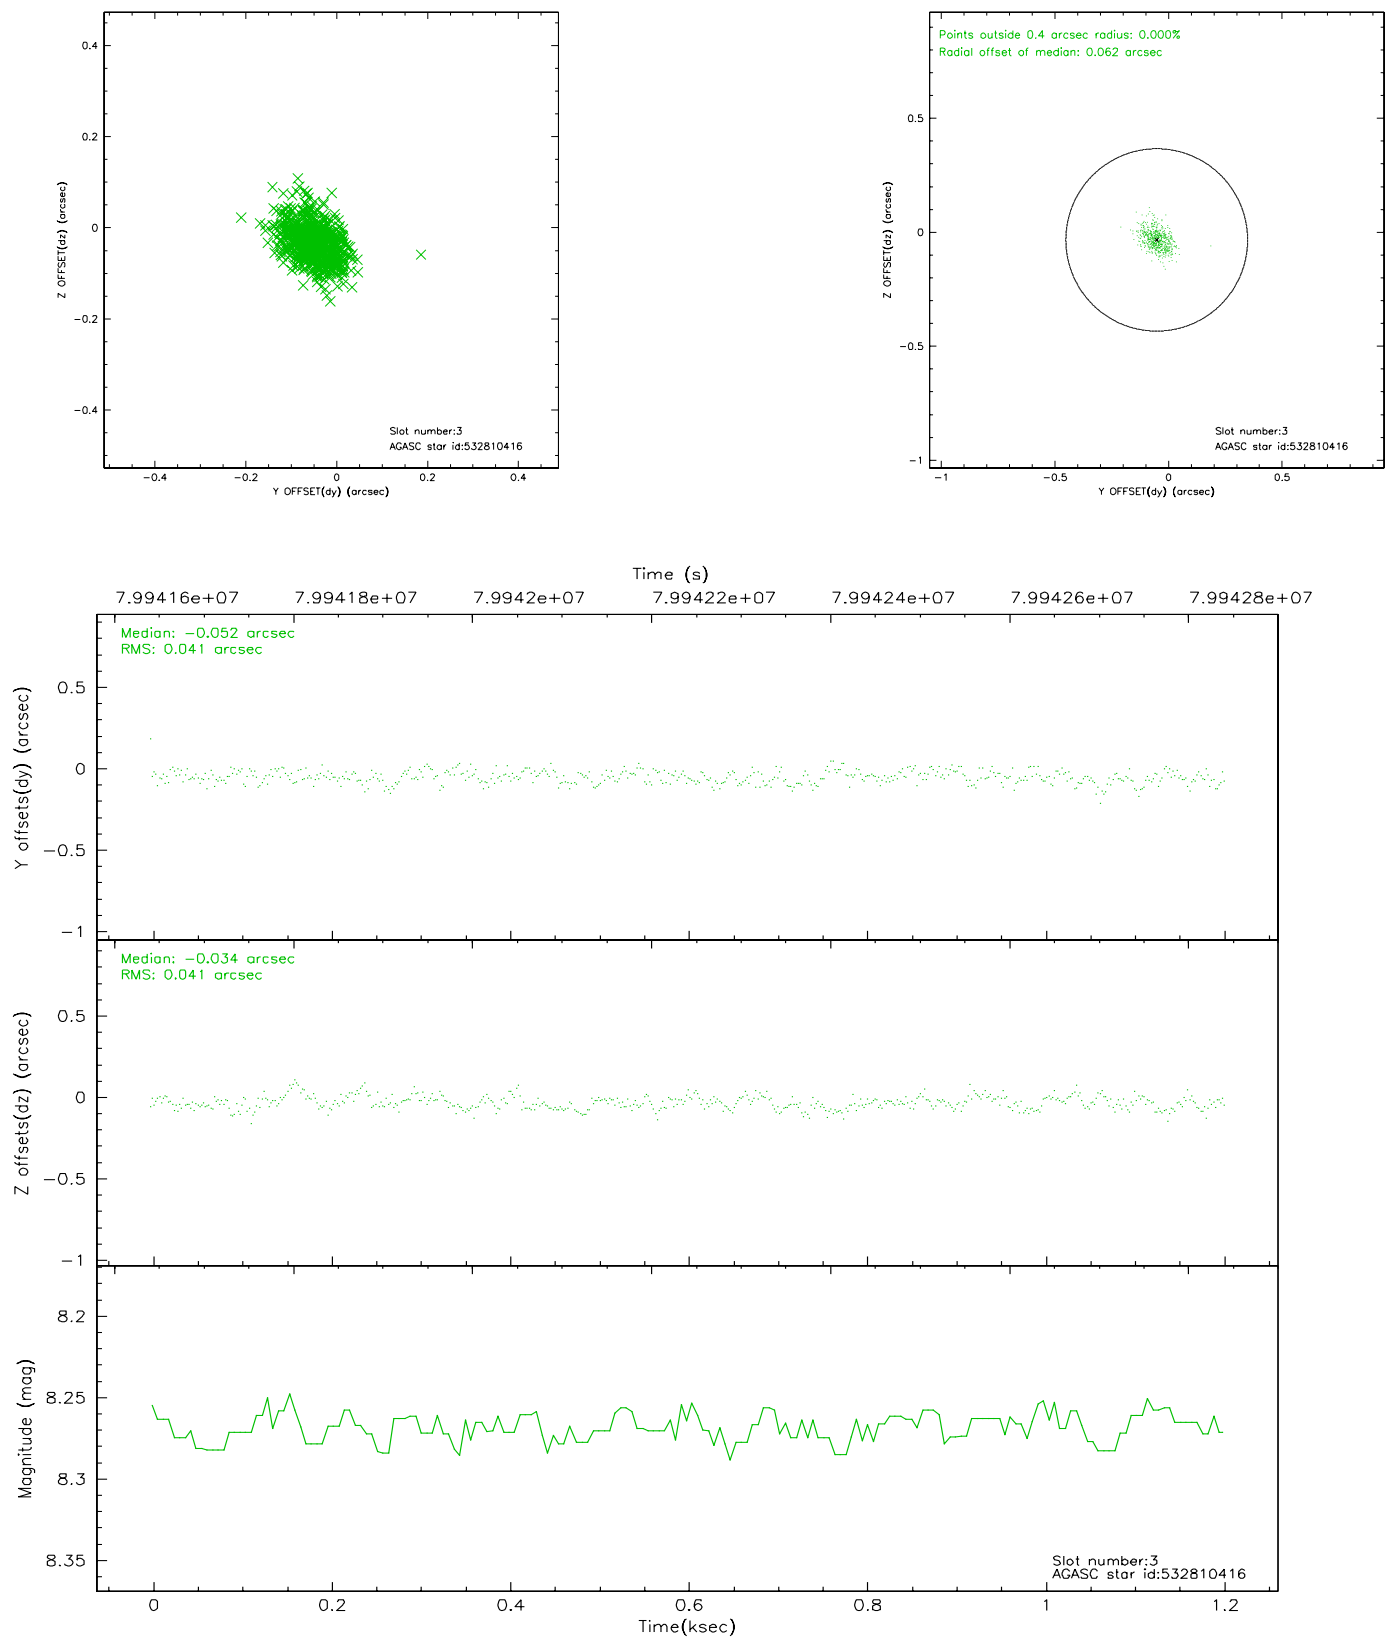 0.4
0.2
0
−0.2
−0.4
Z OFFSET(dz) (arcsec)
Slot number:3
AGASC star id:532810416
−0.4 −0.2 0 0.2 0.4
Y OFFSET(dy) (arcsec)
Points outside 0.4 arcsec radius: 0.000%
Radial offset of median: 0.062 arcsec
0.5
0
−0.5
−1
Z OFFSET(dz) (arcsec)
Slot number:3
AGASC star id:532810416
−1 −0.5 0 0.5
Y OFFSET(dy) (arcsec)
Time (s)
7.99416e+07 7.99418e+07 7.9942e+07 7.99422e+07 7.99424e+07 7.99426e+07 7.99428e+07
Median: −0.052 arcsec
RMS: 0.041 arcsec
0.5
0
−0.5
−1
Y offsets(dy) (arcsec)
Median: −0.034 arcsec
RMS: 0.041 arcsec
0.5
0
−0.5
−1
Z offsets(dz) (arcsec)
8.2
8.25
8.3
8.35
Magnitude (mag)
Slot number:3
AGASC star id:532810416
0 0.2 0.4 0.6 0.8 1 1.2
Time(ksec)